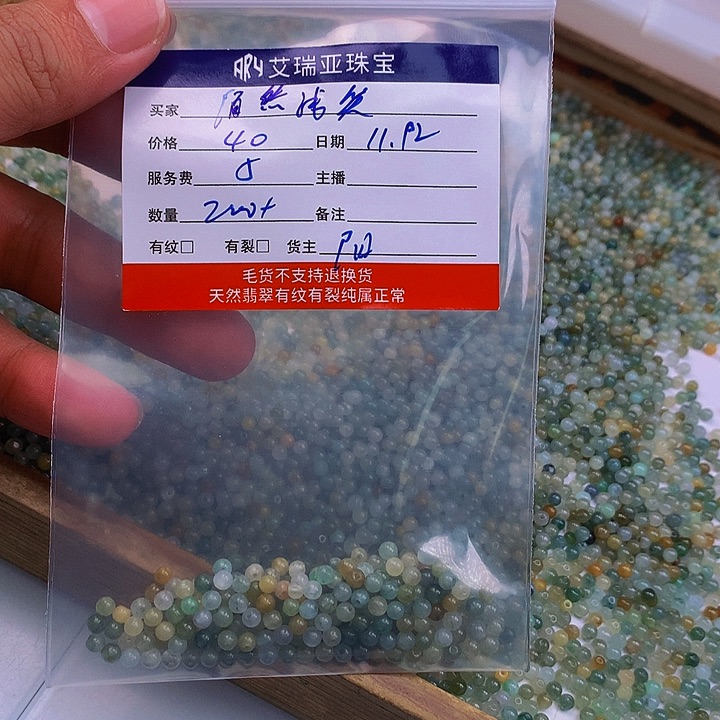 ARY 艾瑞亚珠宝
买家
价格 40 日期
服务费 5 主播
数量 200+ 备注
有纹□ 有裂□ 货主
毛货不支持退换货
天然翡翠有纹有裂纯属正常